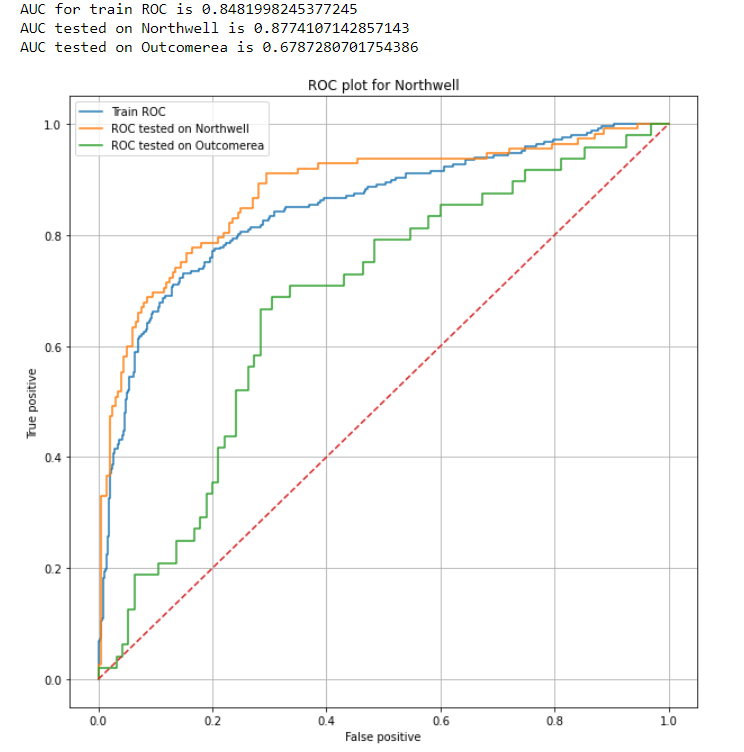 AUC for train ROC is 0.8481998245377245
AUC tested on Northwell is 0.8774107142857143
AUC tested on Outcomerea is 0.6787280701754386
ROC plot for Northwell
Train ROC
ROC tested on Northwell
ROC tested on Outcomerea
1.0
0.8
0.6
0.4
0.2
0.0
True positive
0.0 0.2 0.4 0.6 0.8 1.0
False positive